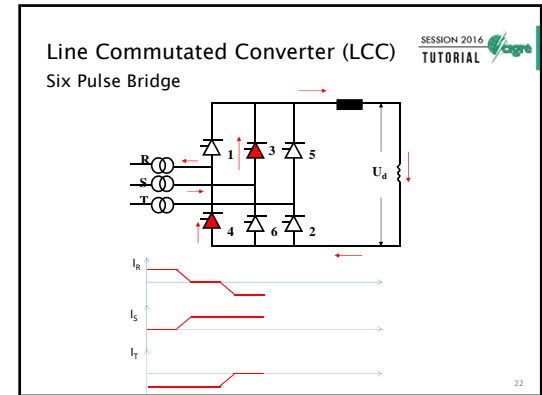 Line Commutated Converter (LCC)
SESSION 2016
TUTORIAL
cigre
Six Pulse Bridge
R
S
T
1
3
5
4
6
2
Ud
IR
IS
IT
22